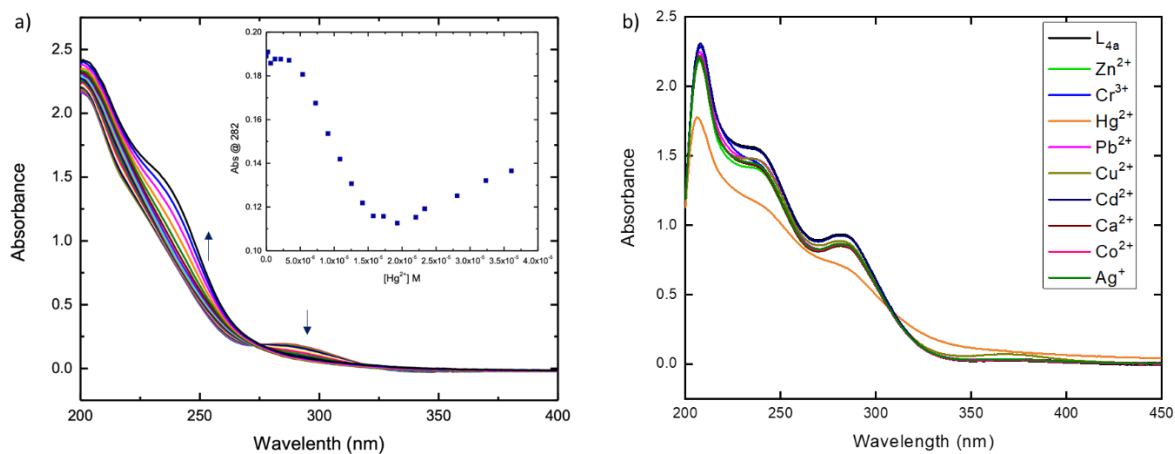 a)
Absorbance
2.5
2.0
1.5
1.0
0.5
0.0
200
250
300
350
400
Wavelenth (nm)
Abs @ 282
0.20
0.18
0.16
0.14
0.12
0.10
0.0 5.0x10⁻⁶ 1.0x10⁻⁵ 1.5x10⁻⁵ 2.0x10⁻⁵ 2.5x10⁻⁵ 3.0x10⁻⁵ 3.5x10⁻⁵ 4.0x10⁻⁵
[Hg²⁺] M
b)
Absorbance
2.5
2.0
1.5
1.0
0.5
0.0
200
250
300
350
400
450
Wavelength (nm)
L₄ₐ
Zn²⁺
Cr³⁺
Hg²⁺
Pb²⁺
Cu²⁺
Cd²⁺
Ca²⁺
Co²⁺
Ag⁺